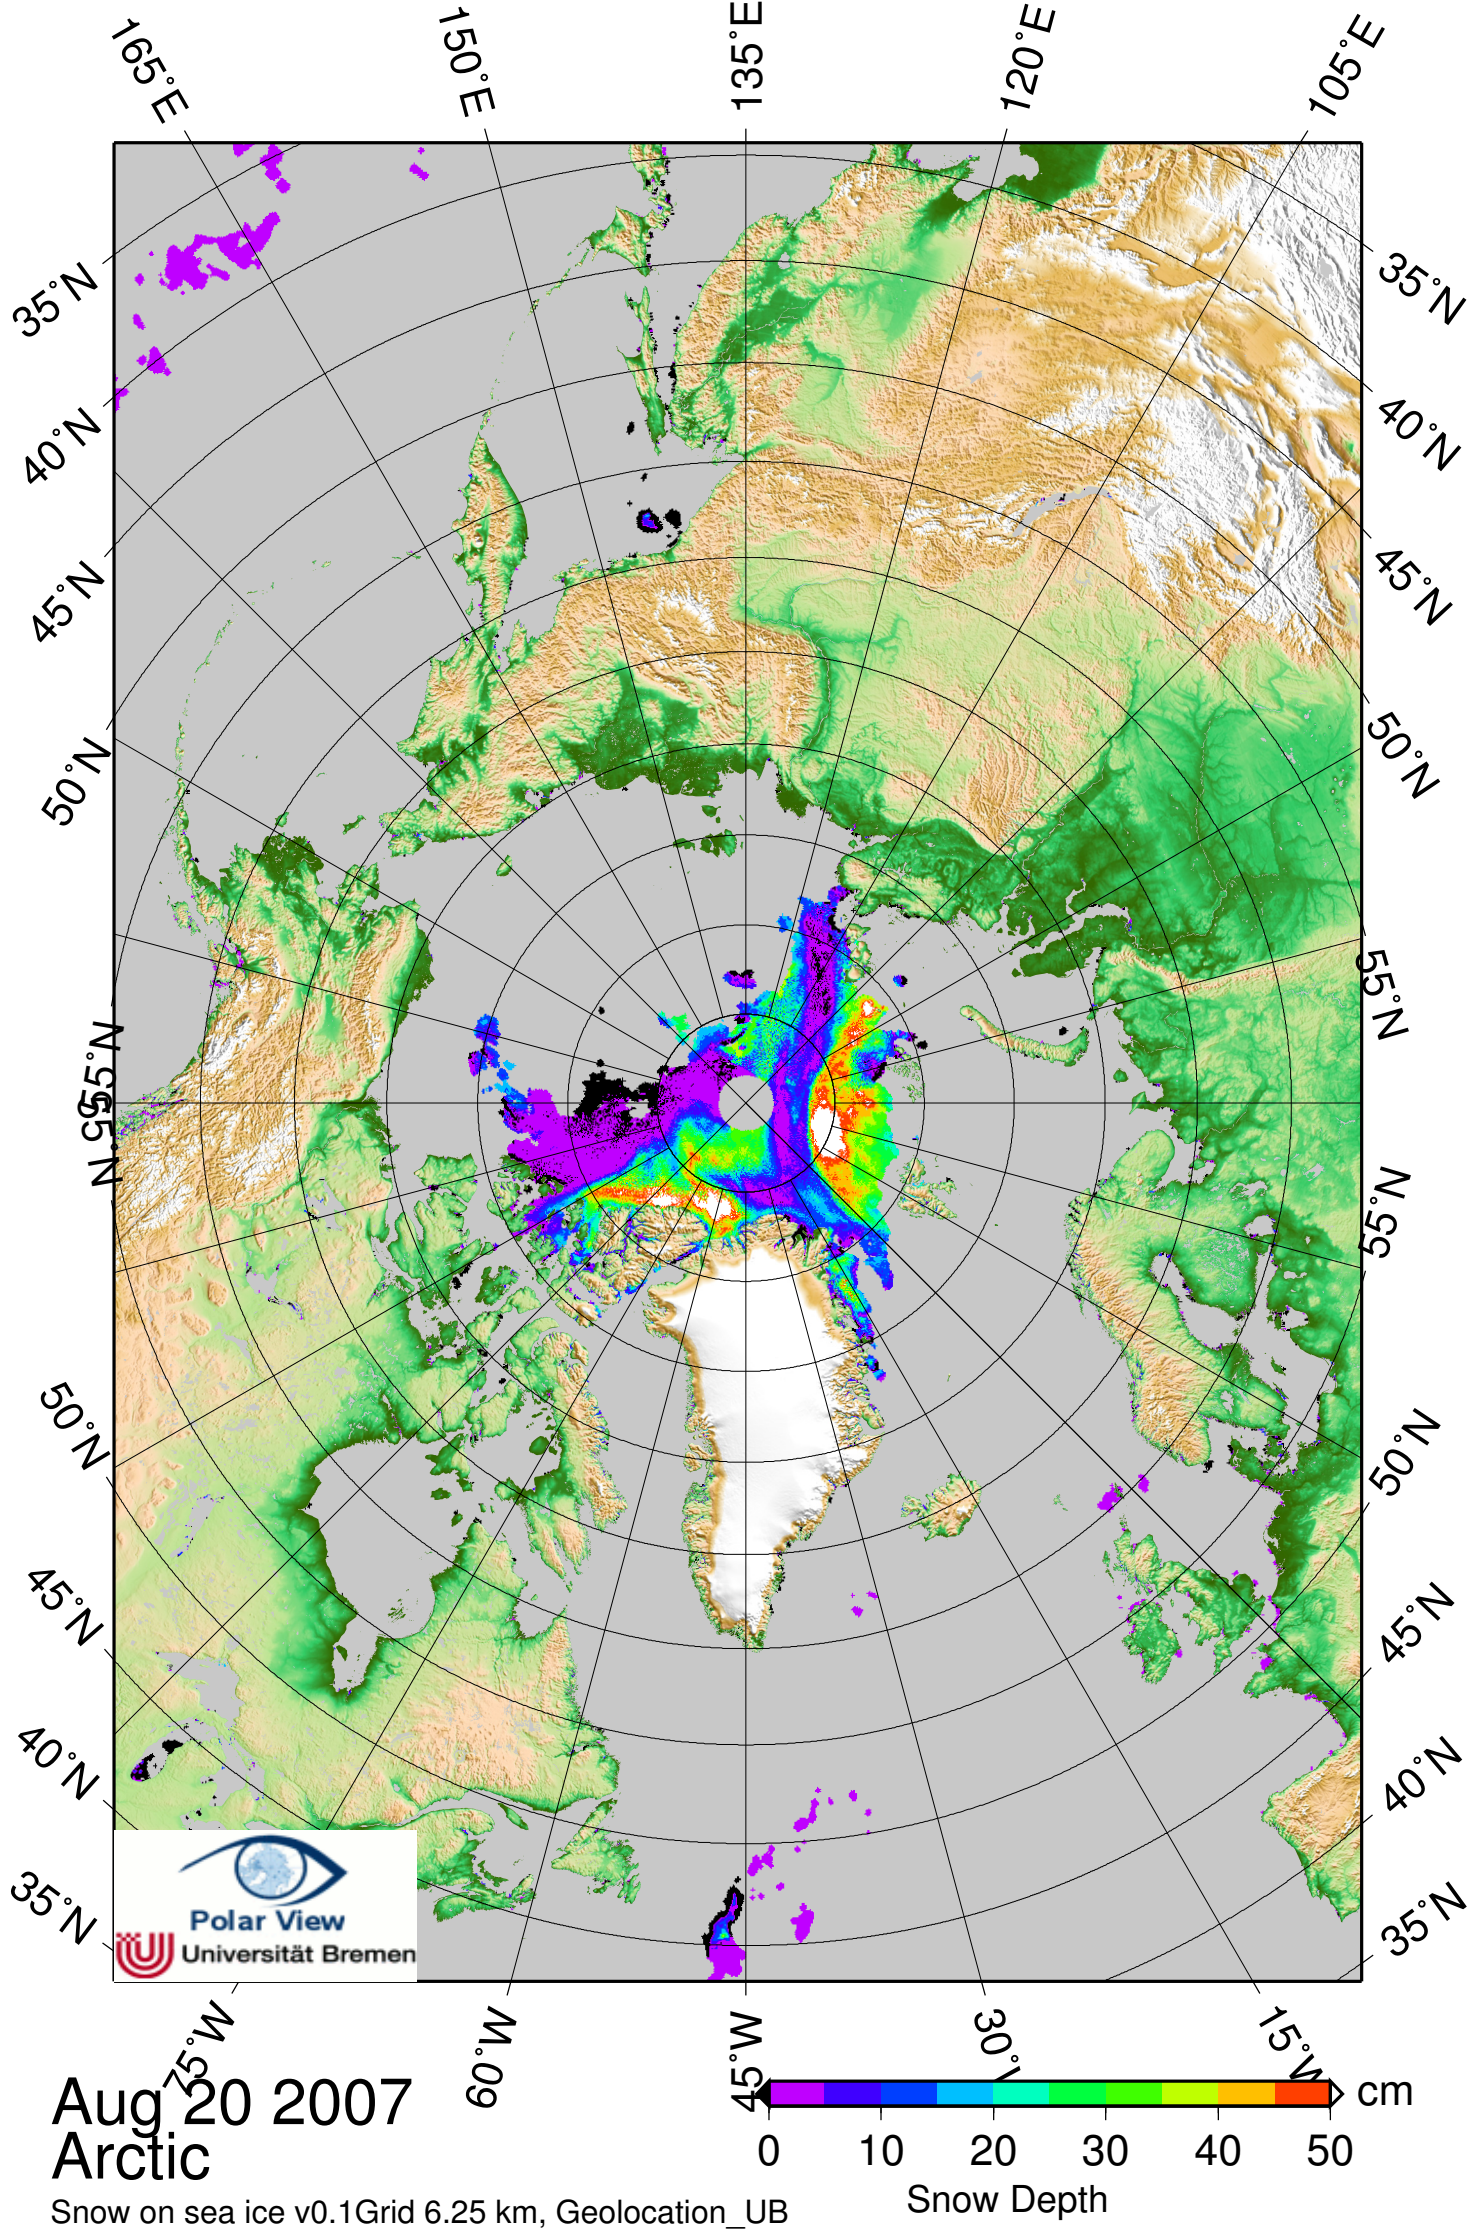 165°E 150°E 135°E 120°E 105°E
35°N 35°N
40°N 40°N
45°N 45°N
50°N 50°N
55°N 55°N
55°N 55°N
50°N 50°N
45°N 45°N
40°N 40°N
35°N 35°N
Polar View
Universität Bremen
75°W 60°W 45°W 30°W 15°W
Aug 20 2007
Arctic
cm
0 10 20 30 40 50
Snow Depth
Snow on sea ice v0.1Grid 6.25 km, Geolocation_UB